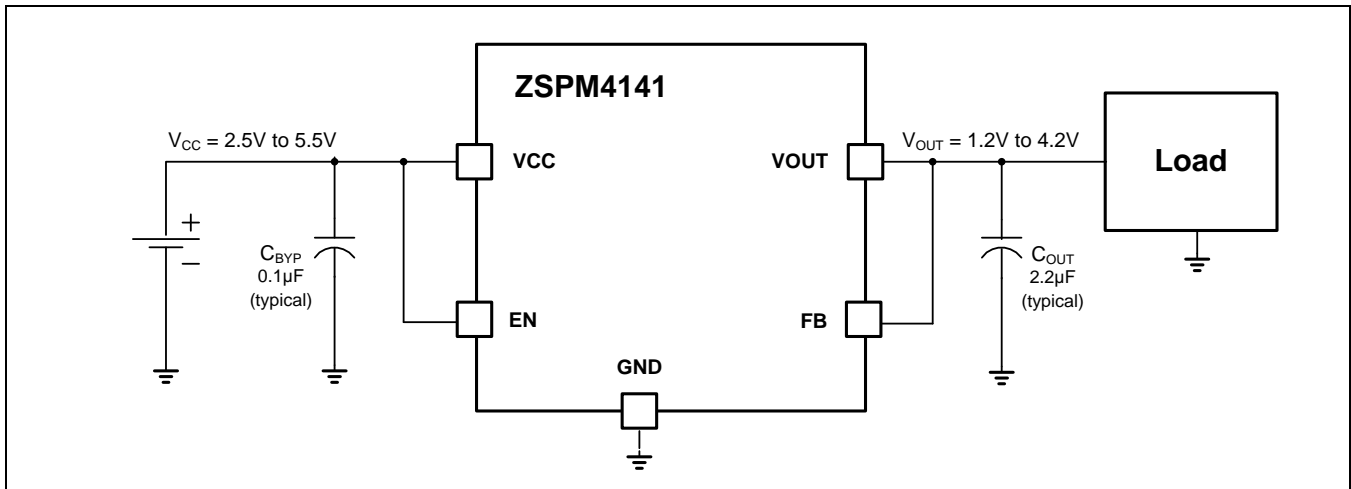 ZSPM4141
V_CC = 2.5V to 5.5V
VCC
VOUT
V_OUT = 1.2V to 4.2V
Load
+
−
C_BYP
0.1µF
(typical)
EN
FB
C_OUT
2.2µF
(typical)
GND